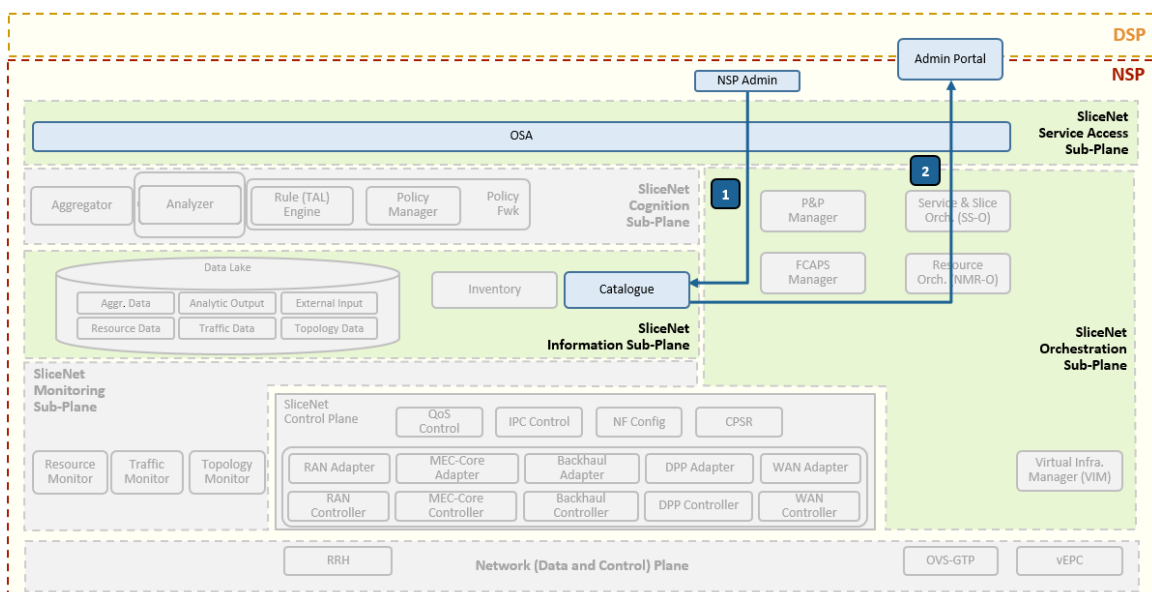 DSP
Admin Portal
NSP
NSP Admin
SliceNet
Service Access
Sub-Plane
OSA
2
1
Aggregator
Analyzer
Rule (TAL)
Engine
Policy
Manager
Policy
Fwk
SliceNet
Cognition
Sub-Plane
P&P
Manager
Service & Slice
Orch. (SS-O)
FCAPS
Manager
Resource
Orch. (NMR-O)
Data Lake
Aggr. Data
Analytic Output
External Input
Resource Data
Traffic Data
Topology Data
Inventory
Catalogue
SliceNet
Information Sub-Plane
SliceNet
Orchestration
Sub-Plane
SliceNet
Monitoring
Sub-Plane
SliceNet
Control Plane
QoS
Control
IPC Control
NF Config
CPSR
Resource
Monitor
Traffic
Monitor
Topology
Monitor
RAN Adapter
MEC-Core
Adapter
Backhaul
Adapter
DPP Adapter
WAN Adapter
RAN
Controller
MEC-Core
Controller
Backhaul
Controller
DPP Controller
WAN
Controller
Virtual Infra.
Manager (VIM)
RRH
Network (Data and Control) Plane
OVS-GTP
vEPC